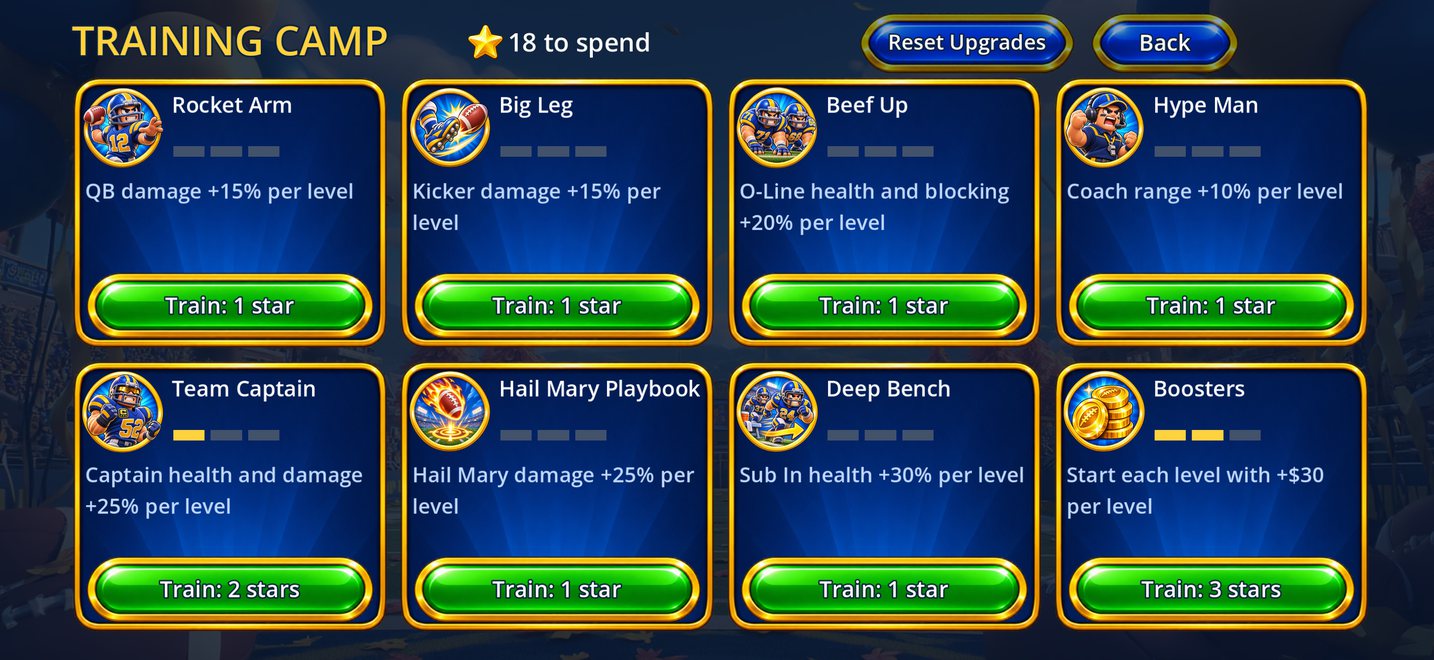 TRAINING CAMP
18 to spend
Reset Upgrades
Back
Rocket Arm
QB damage +15% per level
Train: 1 star
Big Leg
Kicker damage +15% per
level
Train: 1 star
Beef Up
O-Line health and blocking
+20% per level
Train: 1 star
Hype Man
Coach range +10% per level
Train: 1 star
Team Captain
Captain health and damage
+25% per level
Train: 2 stars
Hail Mary Playbook
Hail Mary damage +25% per
level
Train: 1 star
Deep Bench
Sub In health +30% per level
Train: 1 star
Boosters
Start each level with +$30
per level
Train: 3 stars
12
52
24